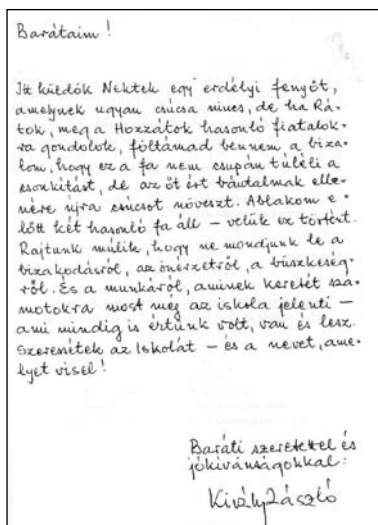 Barátaim!
Itt küldök Nektek egy erdélyi fenyőt,
amelynek ugyan csúcsa nincs, de ha Rá-
tok, meg a Hozzátok hasonló fiatalok-
ra gondolok, föltámad bennem a biza-
lom, hogy ez a fa nem csupán túléli a
csonkítást, de az őt ért bántalmak elle-
nére újra csúcsot növeszt. Ablakom e-
lőtt két hasonló fa áll – velük ez történt.
Rajtunk múlik, hogy ne mondjunk le a
bizakodásról, az önérzetről, a büszkeség-
ről. És a munkáról, aminek keretét szá-
motokra most még az iskola jelenti –
ami mindig is értünk volt, van és lesz.
Szeressétek az Iskolát – és a nevet, ame-
lyet visel!
Baráti szeretettel és
jókívánságokkal:
Király László